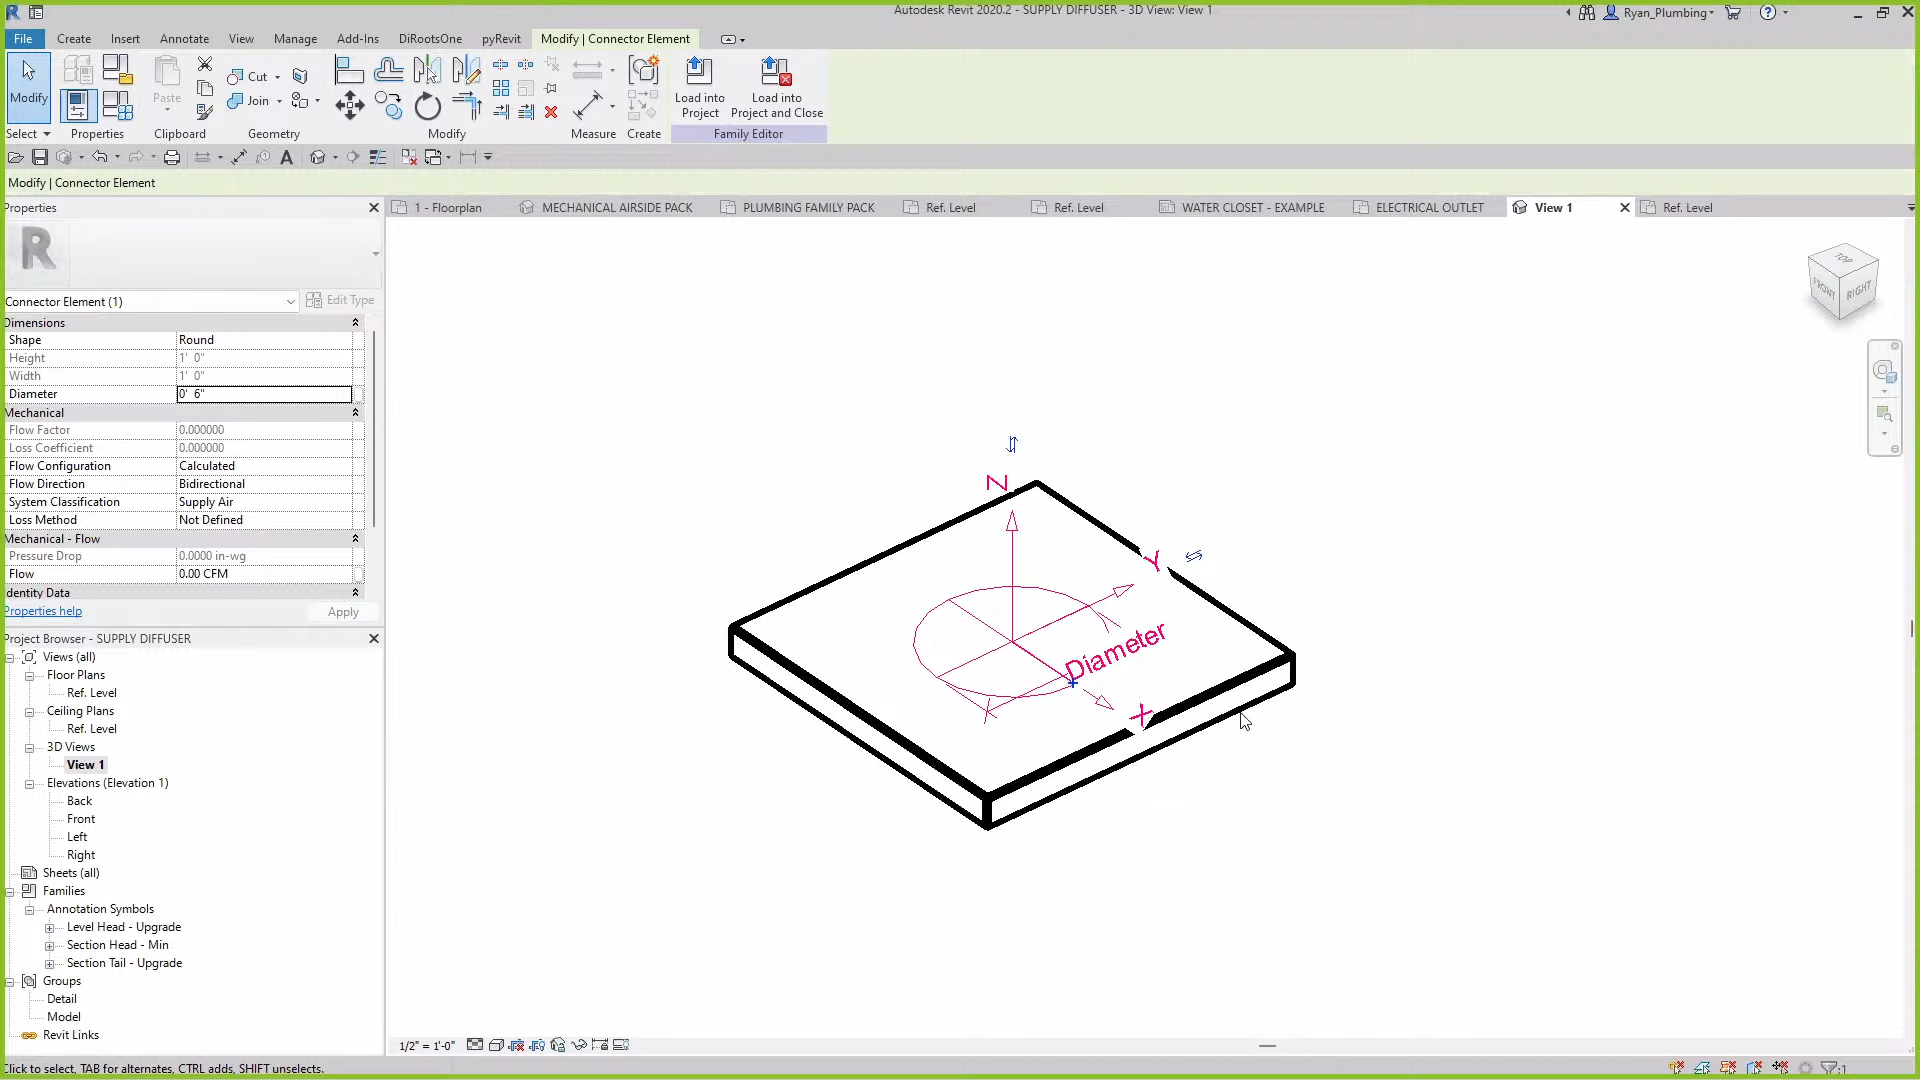 Autodesk Revit 2020.2 - SUPPLY DIFFUSER - 3D View: View 1
Ryan_Plumbing
File Create Insert Annotate View Manage Add-Ins DiRootsOne pyRevit Modify | Connector Element
Modify Paste Cut Join Load into Project Load into Project and Close
Select Properties Clipboard Geometry Modify Measure Create Family Editor
Modify | Connector Element
Properties
1 - Floorplan MECHANICAL AIRSIDE PACK PLUMBING FAMILY PACK Ref. Level Ref. Level WATER CLOSET - EXAMPLE ELECTRICAL OUTLET View 1 Ref. Level
R
Connector Element (1) Edit Type
Dimensions
Shape Round
Height 1' 0"
Width 1' 0"
Diameter 0' 6"
Mechanical
Flow Factor 0.000000
Loss Coefficient 0.000000
Flow Configuration Calculated
Flow Direction Bidirectional
System Classification Supply Air
Loss Method Not Defined
Mechanical - Flow
Pressure Drop 0.0000 in-wg
Flow 0.00 CFM
dentity Data
Properties help Apply
Project Browser - SUPPLY DIFFUSER
Views (all)
Floor Plans
Ref. Level
Ceiling Plans
Ref. Level
3D Views
View 1
Elevations (Elevation 1)
Back
Front
Left
Right
Sheets (all)
Families
Annotation Symbols
Level Head - Upgrade
Section Head - Min
Section Tail - Upgrade
Groups
Detail
Model
Revit Links
TOP
FRONT RIGHT
Z
Y
Diameter
X
1/2" = 1'-0"
Click to select, TAB for alternates, CTRL adds, SHIFT unselects.
:1